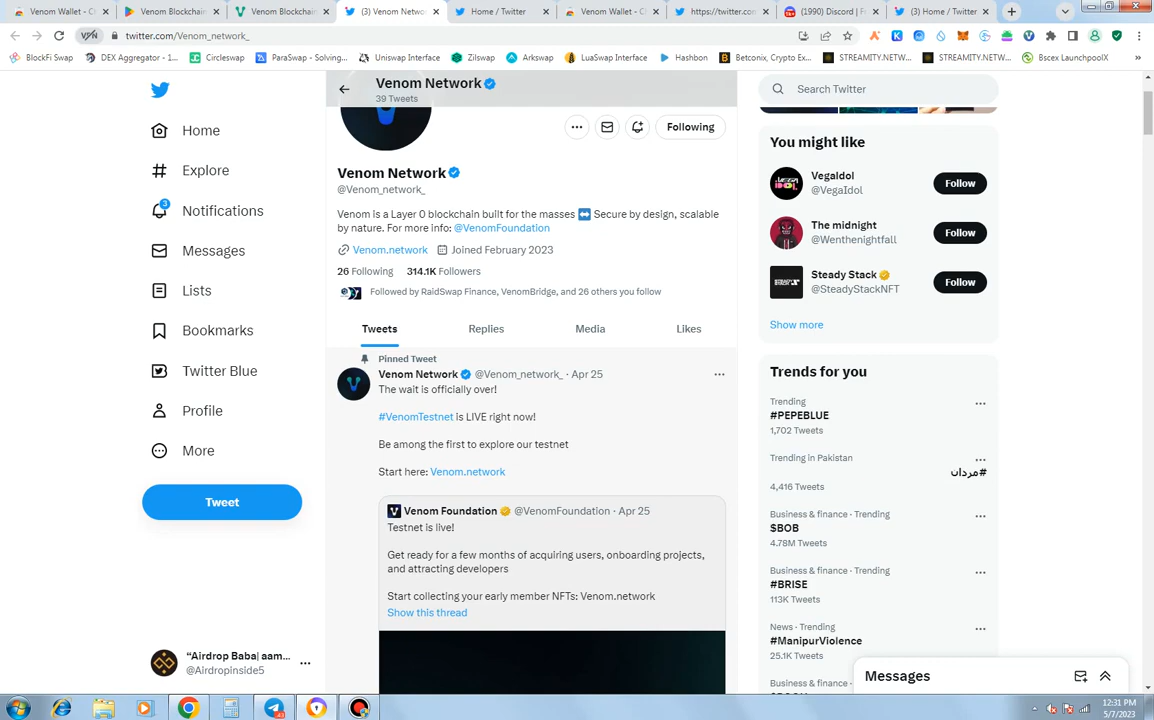 Venom Wallet - C
Venom Blockchain
Venom Blockchain
(3) Venom Netwo
Home / Twitter
Venom Wallet - C
https://twitter.com
(1990) Discord | F
(3) Home / Twitter
VPN
twitter.com/Venom_network_
BlockFi Swap
DEX Aggregator - 1...
Circleswap
ParaSwap - Solving...
Uniswap Interface
Zilswap
Arkswap
LuaSwap Interface
Hashbon
Betconix, Crypto Ex...
STREAMITY.NETW...
STREAMITY.NETW...
Bscex LaunchpoolX
»
Venom Network
39 Tweets
Search Twitter
Home
Explore
3
Notifications
Messages
Lists
Bookmarks
Twitter Blue
Profile
More
Tweet
“Airdrop Baba| aam...
@Airdropinside5
Following
Venom Network
@Venom_network_
Venom is a Layer 0 blockchain built for the masses ↔️ Secure by design, scalable
by nature. For more info: @VenomFoundation
Venom.network Joined February 2023
26 Following 314.1K Followers
Followed by RaidSwap Finance, VenomBridge, and 26 others you follow
Tweets Replies Media Likes
Pinned Tweet
Venom Network @Venom_network_ · Apr 25
The wait is officially over!
#VenomTestnet is LIVE right now!
Be among the first to explore our testnet
Start here: Venom.network
Venom Foundation @VenomFoundation · Apr 25
Testnet is live!
Get ready for a few months of acquiring users, onboarding projects,
and attracting developers
Start collecting your early member NFTs: Venom.network
Show this thread
You might like
VegaIdol
@VegaIdol
Follow
The midnight
@Wenthenightfall
Follow
Steady Stack
@SteadyStackNFT
Follow
Show more
Trends for you
Trending
#PEPEBLUE
1,702 Tweets
Trending in Pakistan
#مردان
4,416 Tweets
Business & finance · Trending
$BOB
4.78M Tweets
Business & finance · Trending
#BRISE
113K Tweets
News · Trending
#ManipurViolence
25.1K Tweets
Messages
12:31 PM
5/7/2023